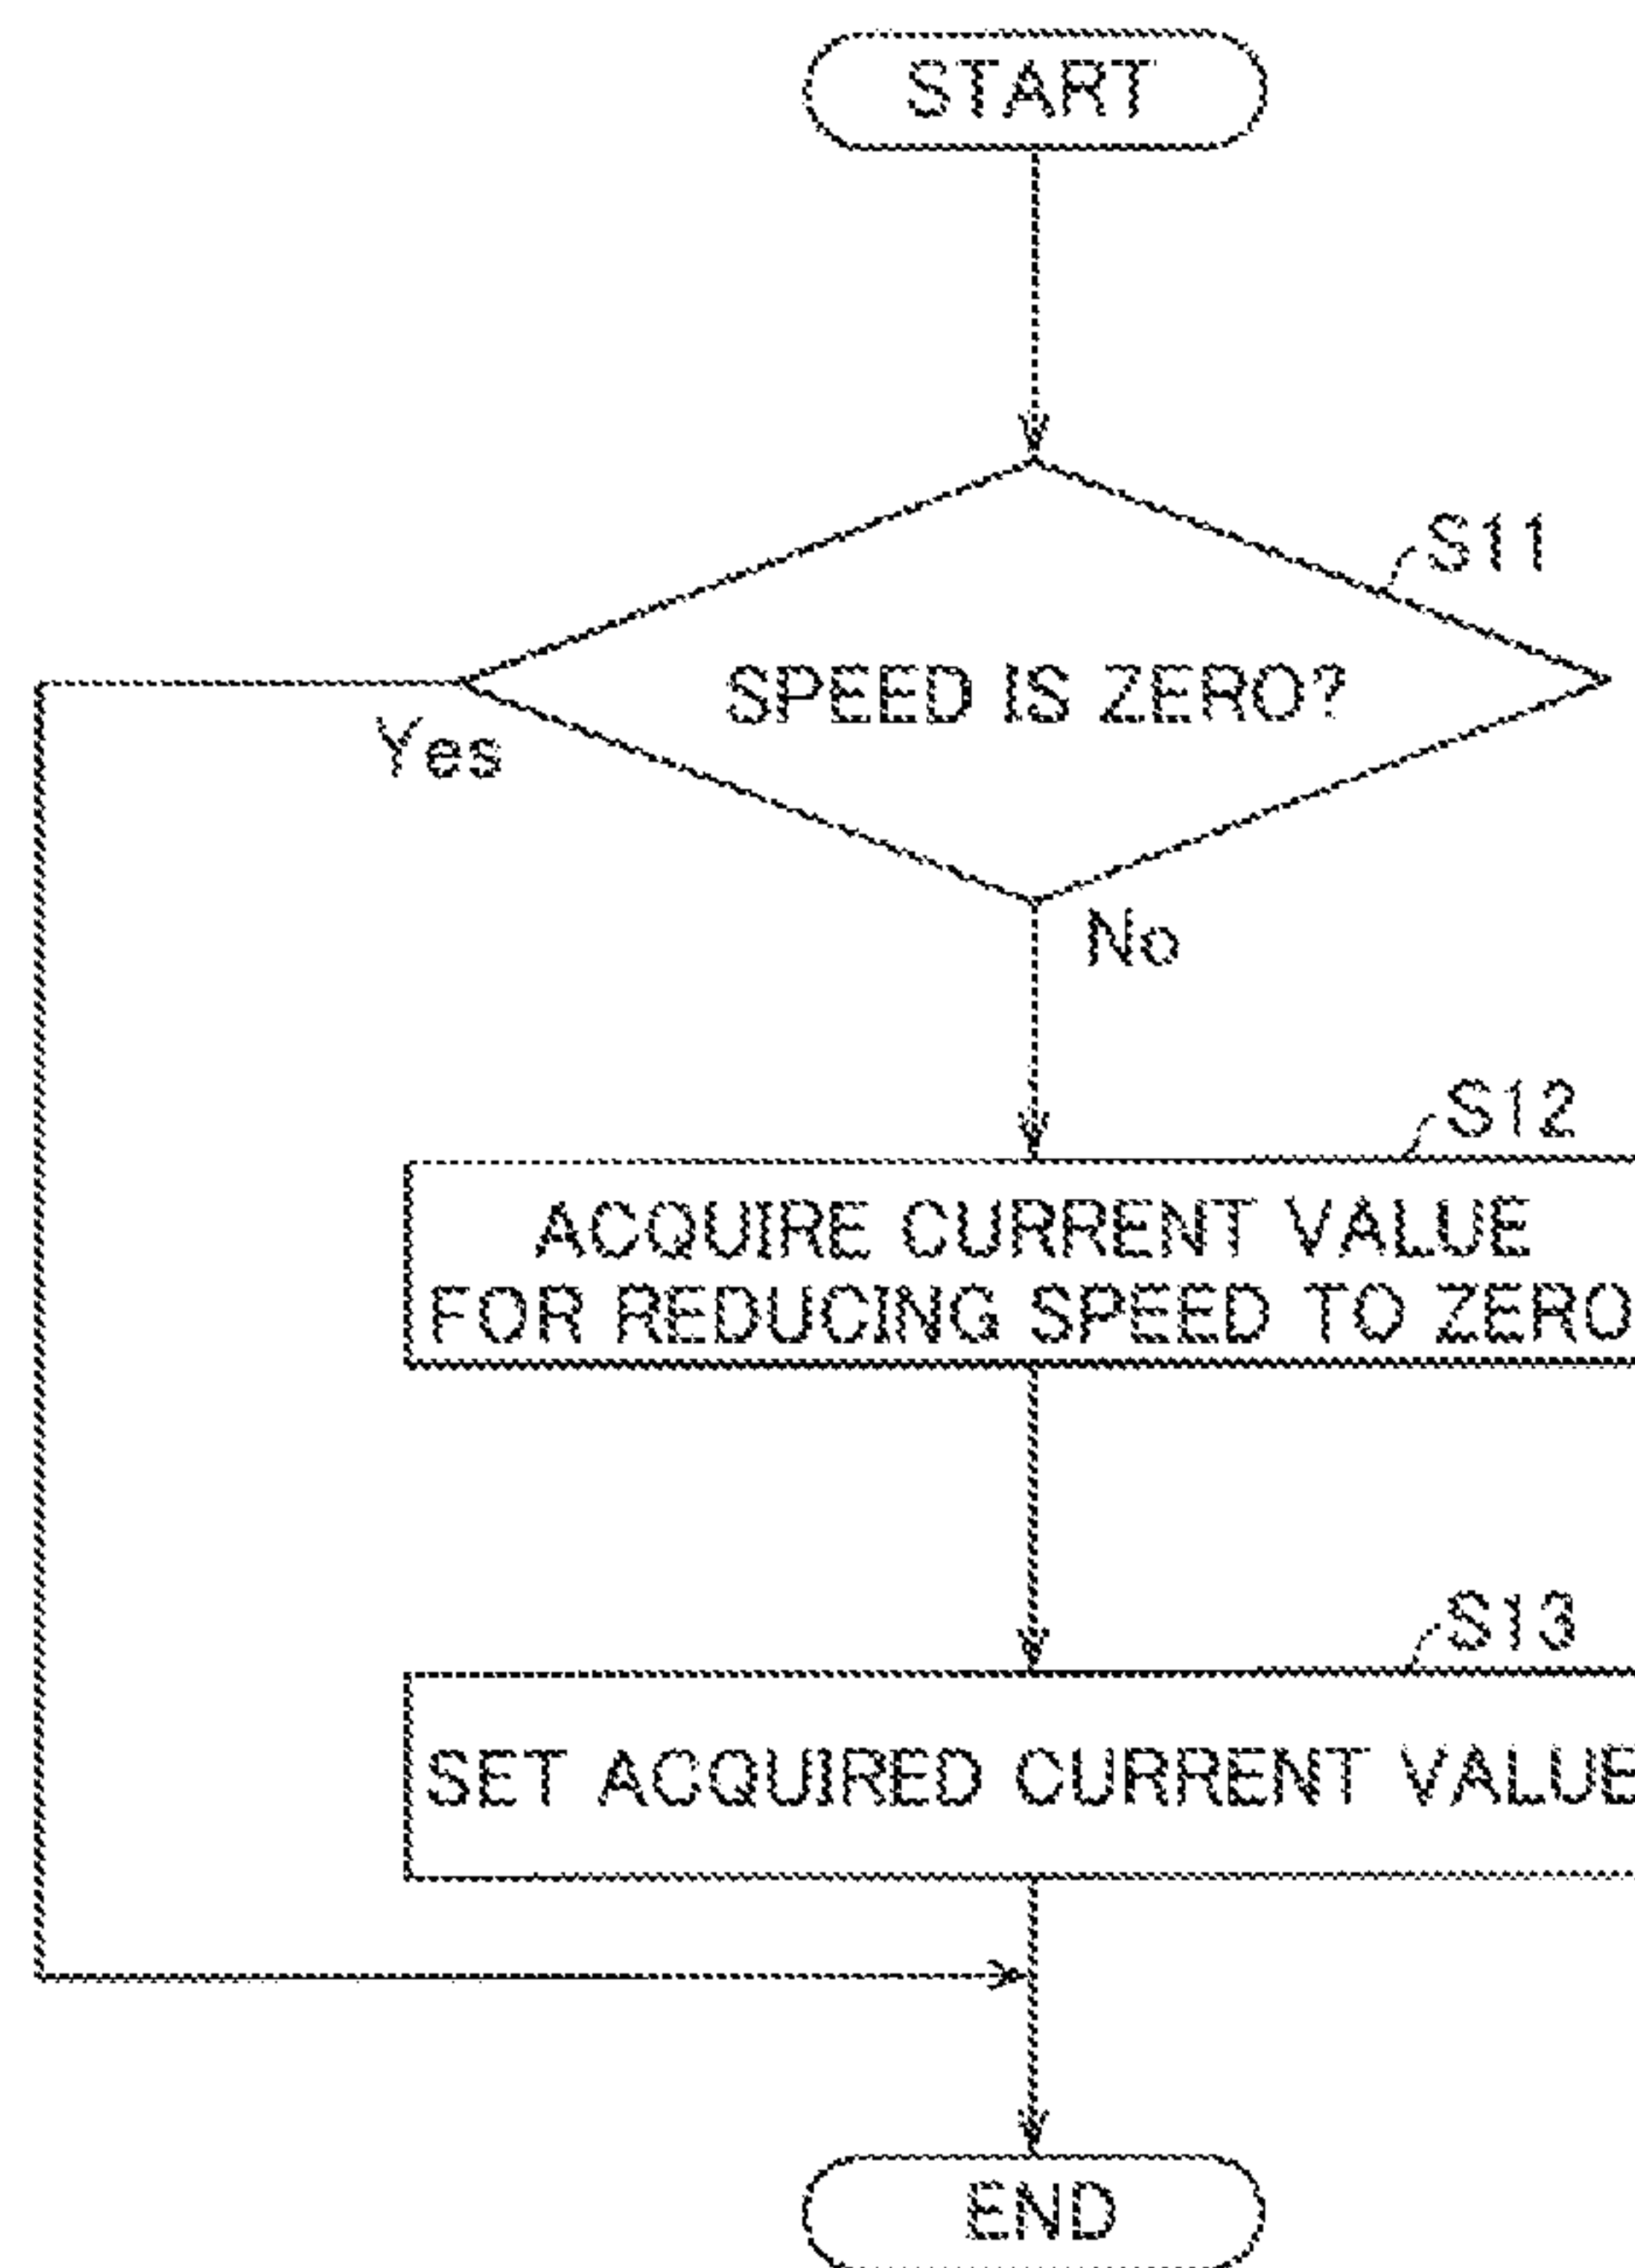 START
S11
SPEED IS ZERO?
Yes
No
S12
ACQUIRE CURRENT VALUE
FOR REDUCING SPEED TO ZERO
S13
SET ACQUIRED CURRENT VALUE
END